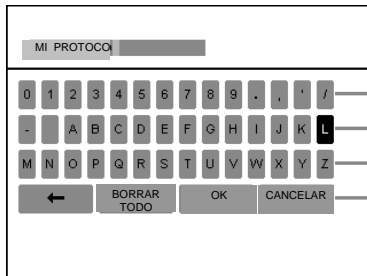 MI PROTOCO
0 1 2 3 4 5 6 7 8 9 . , ' /
- A B C D E F G H I J K L
M N O P Q R S T U V W X Y Z
← BORRAR TODO OK CANCELAR